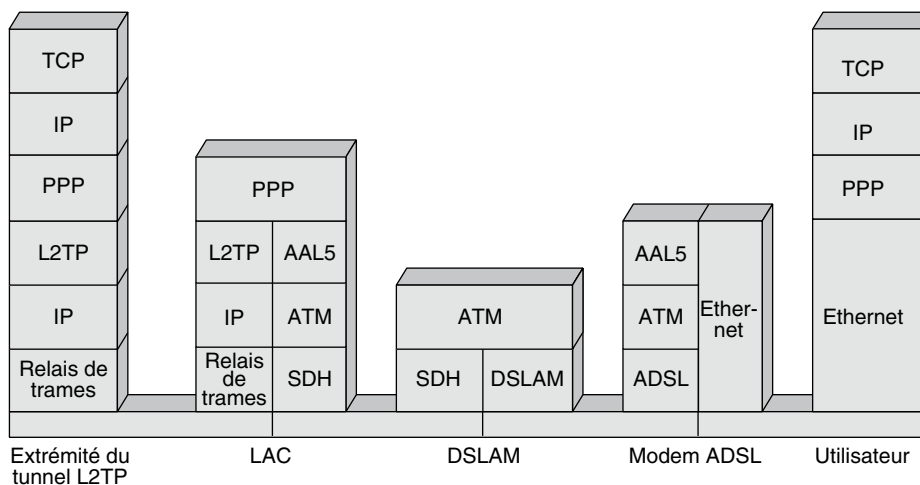 TCP
IP
PPP
L2TP
IP
Relais de
trames
PPP
L2TP
AAL5
IP
ATM
Relais
de
trames
SDH
ATM
SDH
DSLAM
AAL5
ATM
ADSL
Ether-
net
TCP
IP
PPP
Ethernet
Extrémité du
tunnel L2TP
LAC
DSLAM
Modem ADSL
Utilisateur